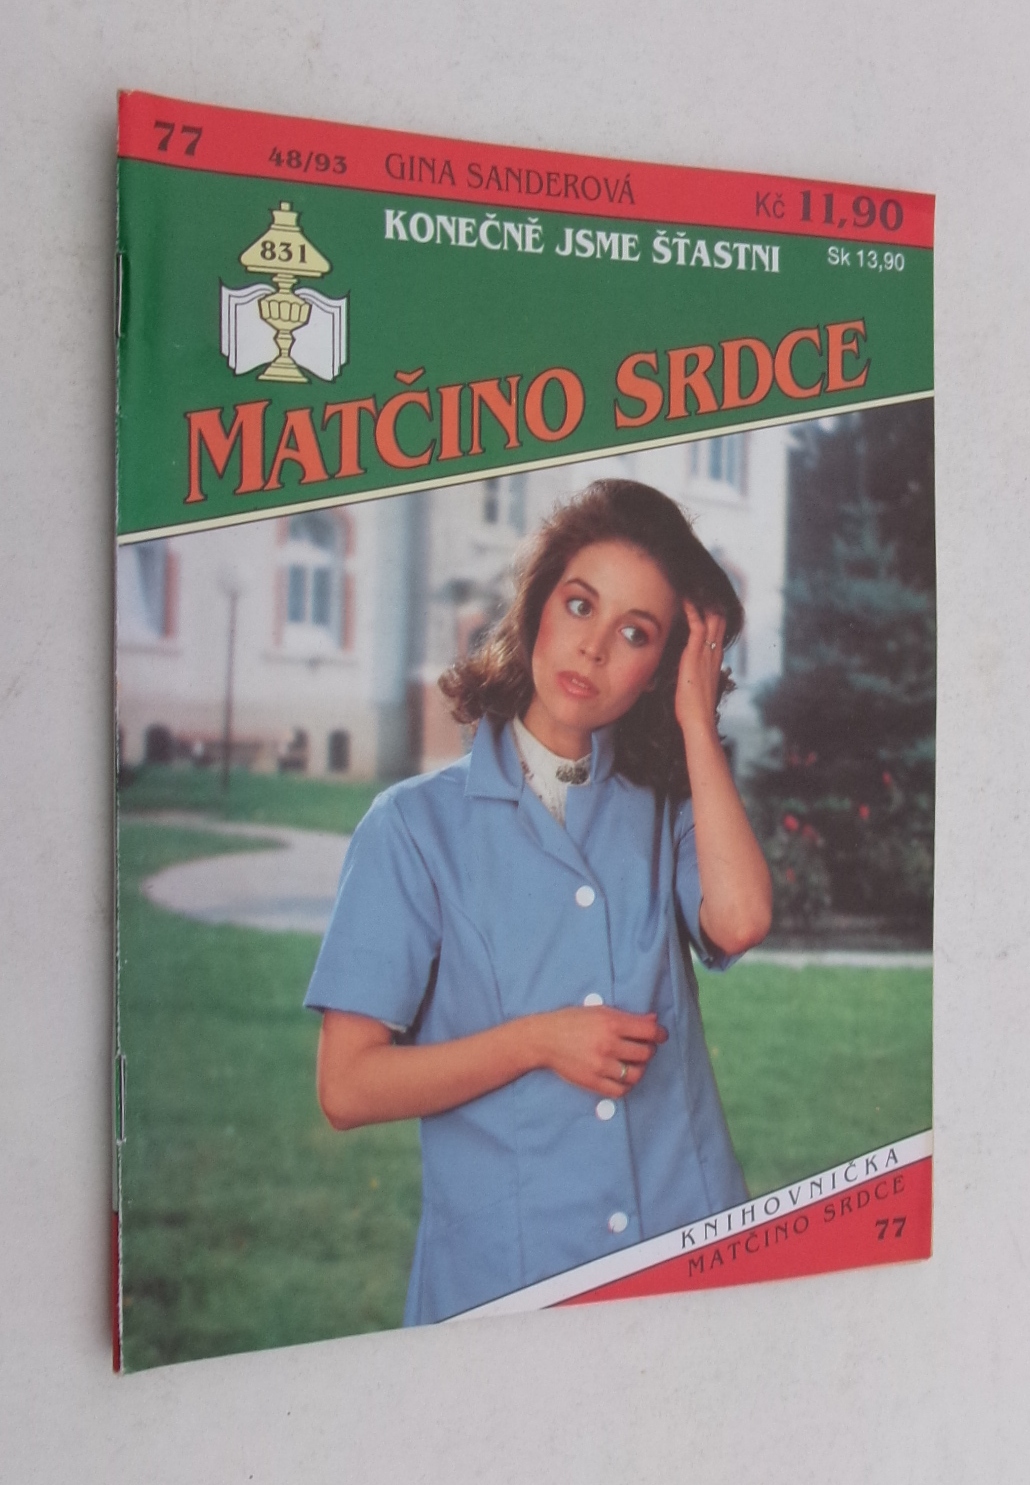 77 48/93 GINA SANDEROVÁ Kč 11,90
KONEČNĚ JSME ŠŤASTNI Sk 13,90
831
MATČINO SRDCE
KNIHOVNIČKA
MATČINO SRDCE
77